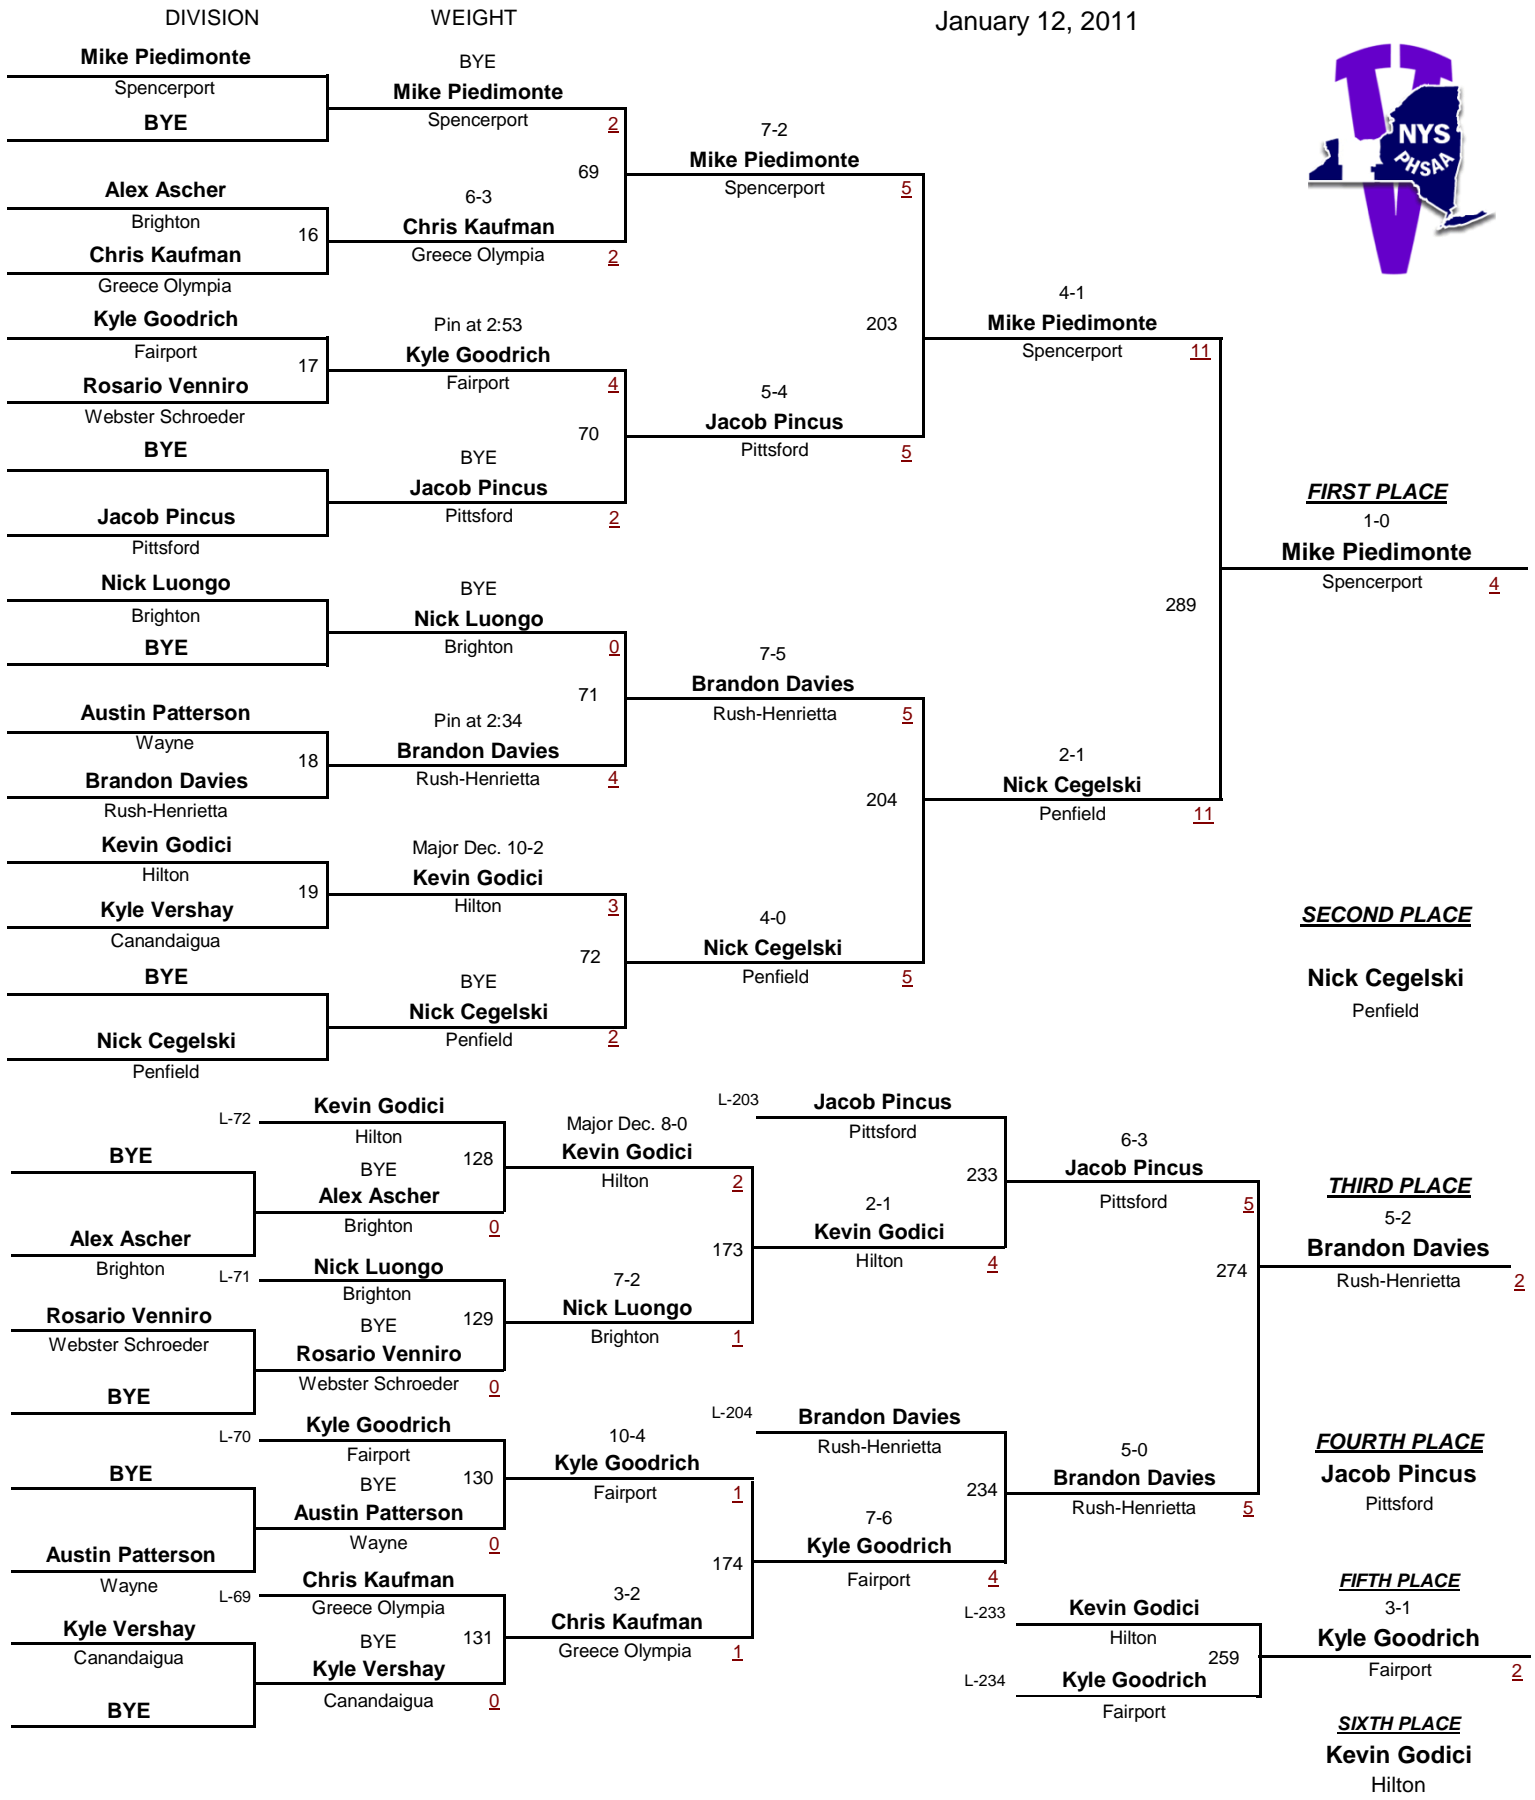 DIVISION
WEIGHT
January 12, 2011
Mike Piedimonte
Spencerport
BYE
Alex Ascher
Brighton
16
Chris Kaufman
Greece Olympia
Kyle Goodrich
Fairport
17
Rosario Venniro
Webster Schroeder
BYE
Jacob Pincus
Pittsford
Nick Luongo
Brighton
BYE
Austin Patterson
Wayne
18
Brandon Davies
Rush-Henrietta
Kevin Godici
Hilton
19
Kyle Vershay
Canandaigua
BYE
Nick Cegelski
Penfield
BYE
Mike Piedimonte
Spencerport 2
69
6-3
Chris Kaufman
Greece Olympia 2
Pin at 2:53
Kyle Goodrich
Fairport 4
70
BYE
Jacob Pincus
Pittsford 2
BYE
Nick Luongo
Brighton 0
71
Pin at 2:34
Brandon Davies
Rush-Henrietta 4
Major Dec. 10-2
Kevin Godici
Hilton 3
72
BYE
Nick Cegelski
Penfield 2
7-2
Mike Piedimonte
Spencerport 5
203
5-4
Jacob Pincus
Pittsford 5
7-5
Brandon Davies
Rush-Henrietta 5
204
4-0
Nick Cegelski
Penfield 5
4-1
Mike Piedimonte
Spencerport 11
289
2-1
Nick Cegelski
Penfield 11
NYS
PHSAA
V
FIRST PLACE
1-0
Mike Piedimonte
Spencerport 4
SECOND PLACE
Nick Cegelski
Penfield
BYE
Alex Ascher
Brighton
Rosario Venniro
Webster Schroeder
BYE
BYE
Austin Patterson
Wayne
Kyle Vershay
Canandaigua
BYE
L-72 Kevin Godici
Hilton
BYE 128
Alex Ascher
Brighton 0
L-71 Nick Luongo
Brighton
BYE 129
Rosario Venniro
Webster Schroeder 0
L-70 Kyle Goodrich
Fairport
BYE 130
Austin Patterson
Wayne 0
L-69 Chris Kaufman
Greece Olympia
BYE 131
Kyle Vershay
Canandaigua 0
Major Dec. 8-0
Kevin Godici
Hilton 2
173
7-2
Nick Luongo
Brighton 1
10-4
Kyle Goodrich
Fairport 1
174
3-2
Chris Kaufman
Greece Olympia 1
L-203 Jacob Pincus
Pittsford
233
2-1
Kevin Godici
Hilton 4
L-204 Brandon Davies
Rush-Henrietta
234
7-6
Kyle Goodrich
Fairport 4
6-3
Jacob Pincus
Pittsford 5
274
5-0
Brandon Davies
Rush-Henrietta 5
L-233 Kevin Godici
Hilton
259
L-234 Kyle Goodrich
Fairport
THIRD PLACE
5-2
Brandon Davies
Rush-Henrietta 2
FOURTH PLACE
Jacob Pincus
Pittsford
FIFTH PLACE
3-1
Kyle Goodrich
Fairport 2
SIXTH PLACE
Kevin Godici
Hilton